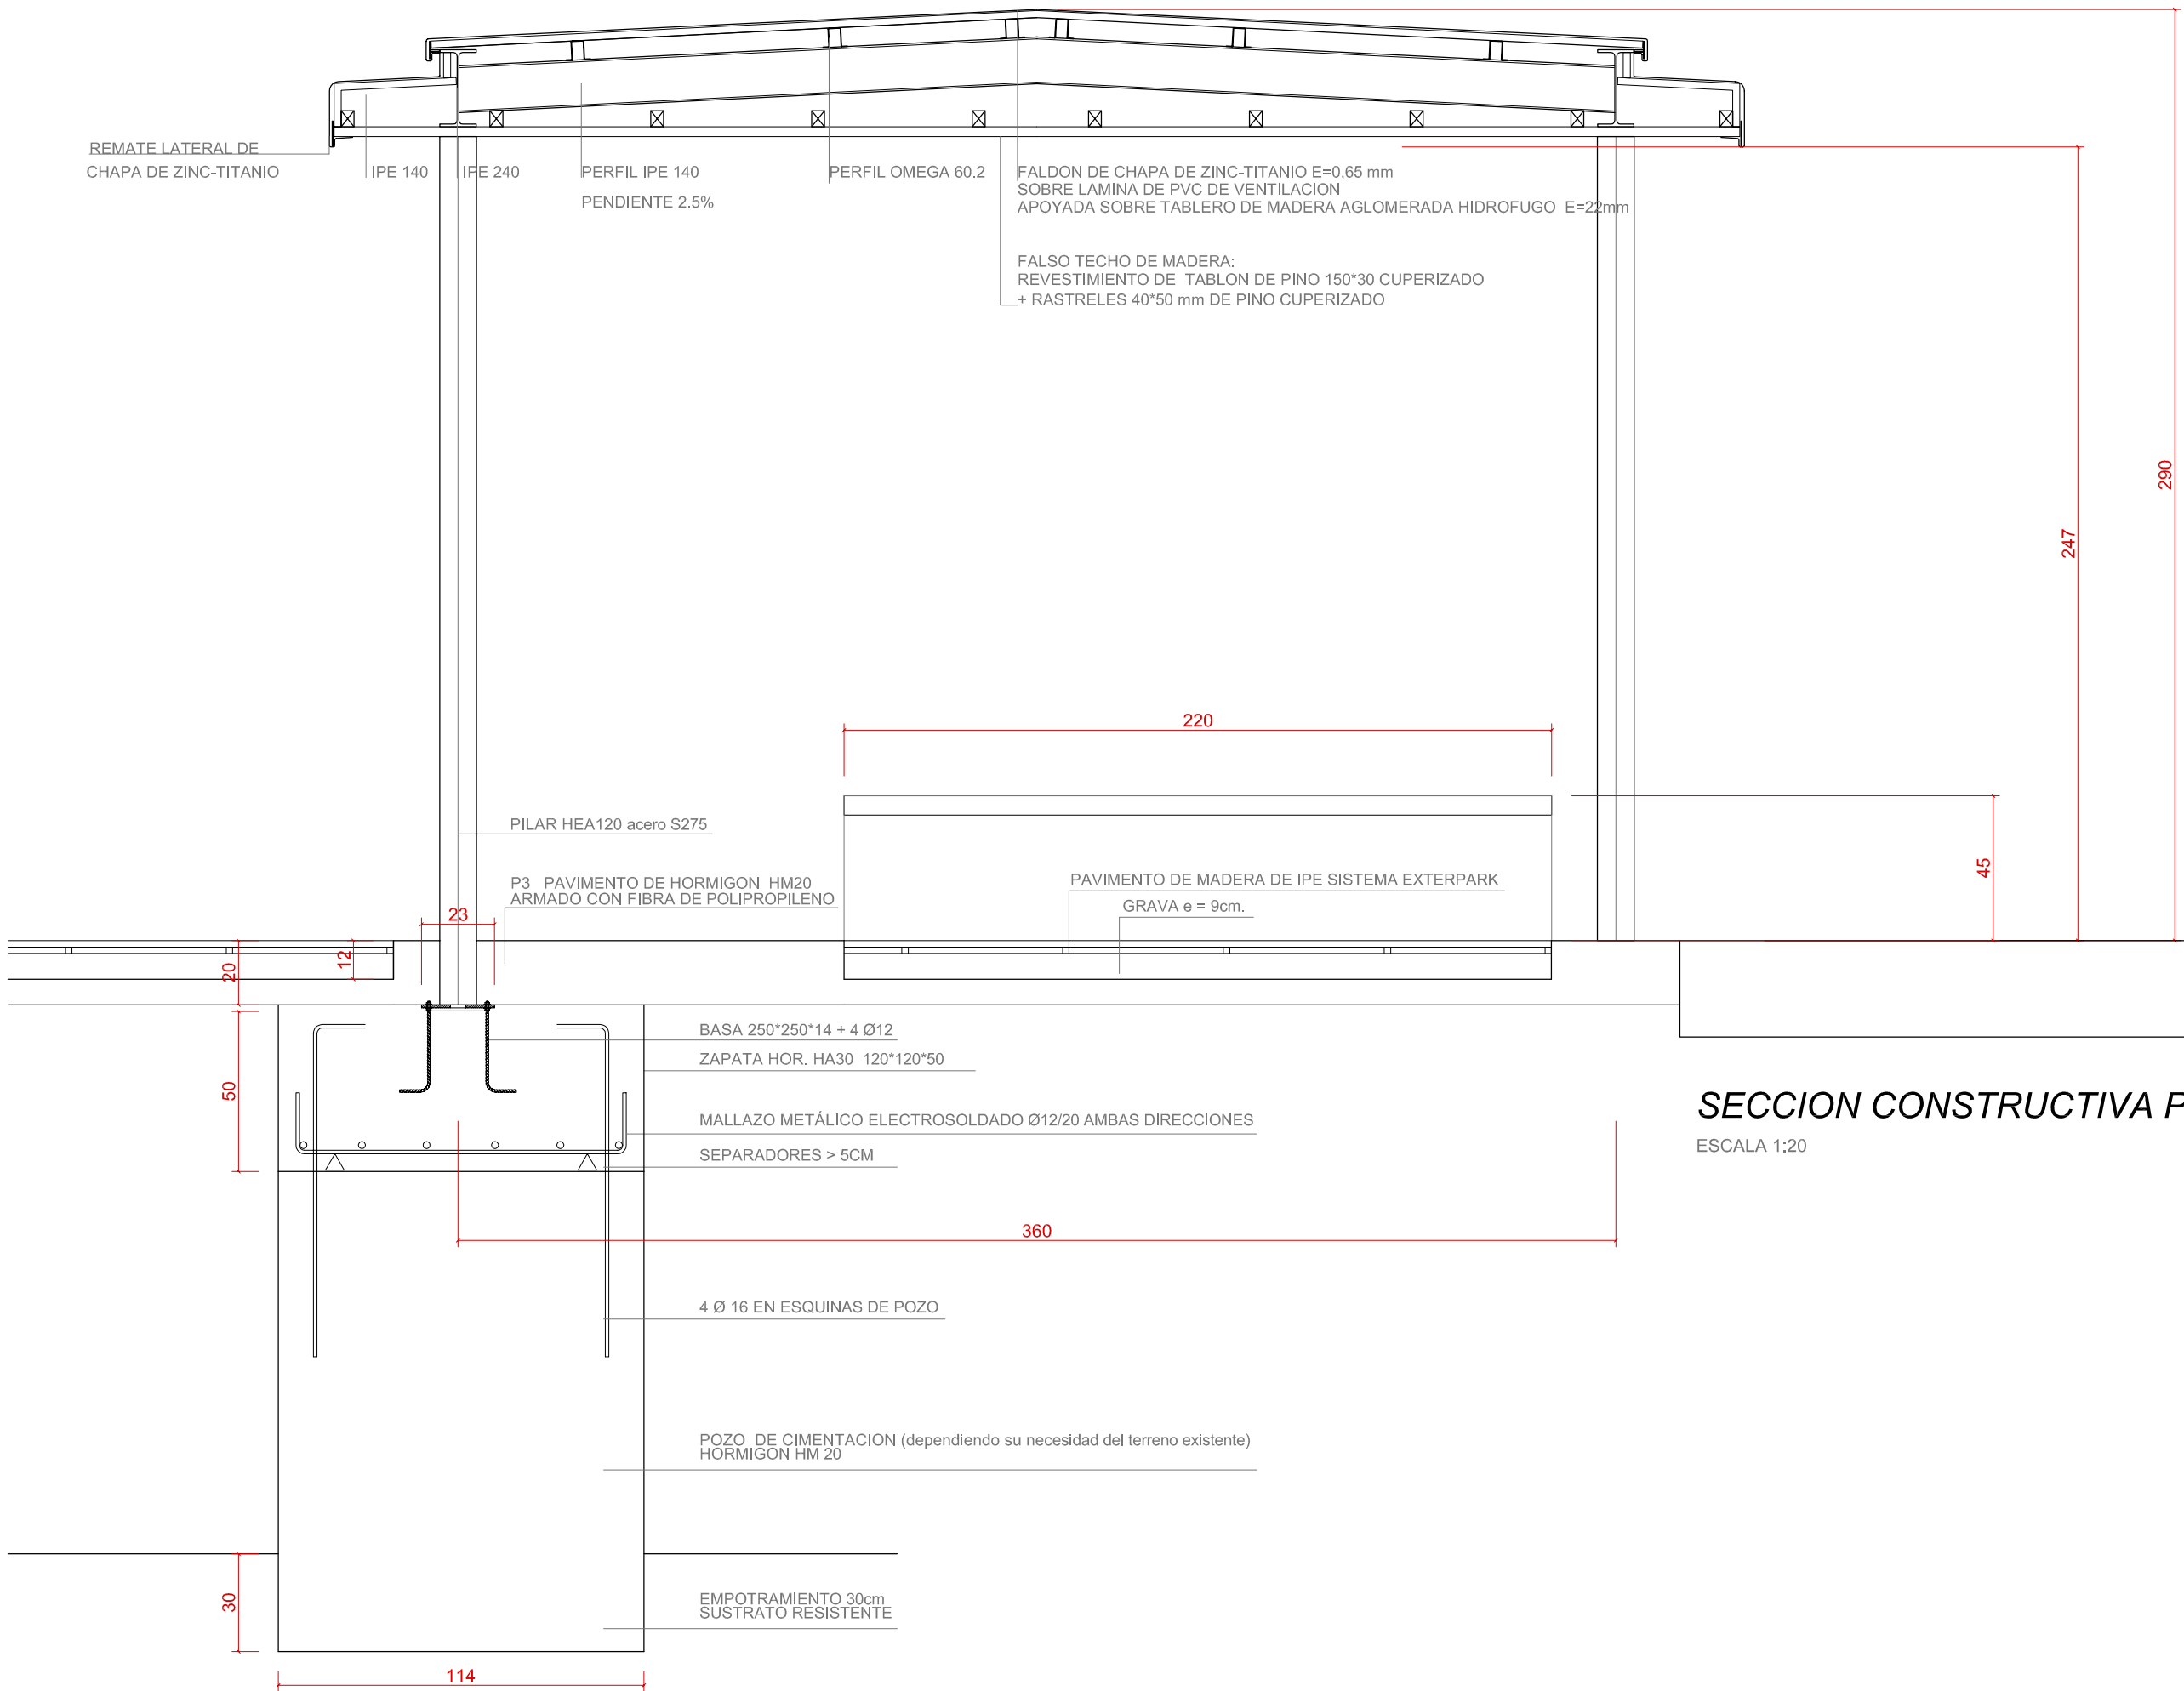 290
REMATE LATERAL DE
CHAPA DE ZINC-TITANIO
IPE 140
IPE 240
PERFIL IPE 140
PENDIENTE 2.5%
PERFIL OMEGA 60.2
FALDON DE CHAPA DE ZINC-TITANIO E=0,65 mm
SOBRE LAMINA DE PVC DE VENTILACION
APOYADA SOBRE TABLERO DE MADERA AGLOMERADA HIDROFUGO E=22mm
FALSO TECHO DE MADERA:
REVESTIMIENTO DE TABLON DE PINO 150*30 CUPERIZADO
+ RASTRELES 40*50 mm DE PINO CUPERIZADO
247
220
PILAR HEA120 acero S275
45
P3 PAVIMENTO DE HORMIGON HM20
ARMADO CON FIBRA DE POLIPROPILENO
PAVIMENTO DE MADERA DE IPE SISTEMA EXTERPARK
GRAVA e = 9cm.
23
20
12
BASA 250*250*14 + 4 Ø12
ZAPATA HOR. HA30 120*120*50
50
MALLAZO METÁLICO ELECTROSOLDADO Ø12/20 AMBAS DIRECCIONES
SEPARADORES > 5CM
SECCION CONSTRUCTIVA P
ESCALA 1:20
360
4 Ø 16 EN ESQUINAS DE POZO
POZO DE CIMENTACION (dependiendo su necesidad del terreno existente)
HORMIGON HM 20
30
EMPOTRAMIENTO 30cm
SUSTRATO RESISTENTE
114